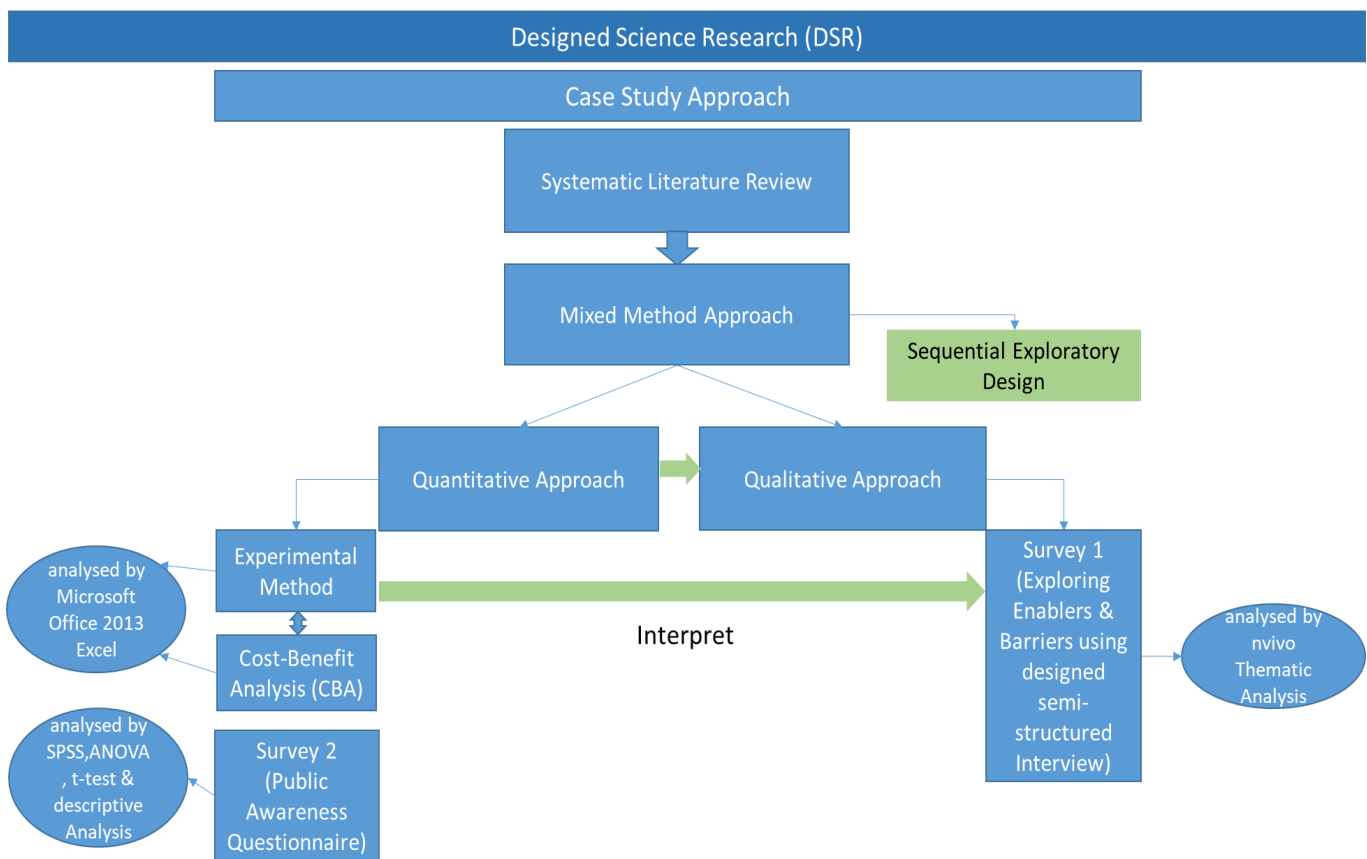 Designed Science Research (DSR)
Case Study Approach
Systematic Literature Review
Mixed Method Approach
Sequential Exploratory
Design
Quantitative Approach
Qualitative Approach
Experimental
Method
analysed by
Microsoft
Office 2013
Excel
Cost-Benefit
Analysis (CBA)
Interpret
Survey 1
(Exploring
Enablers &
Barriers using
designed
semi-
structured
Interview)
analysed by
nvivo
Thematic
Analysis
analysed by
SPSS,ANOVA
, t-test &
descriptive
Analysis
Survey 2
(Public
Awareness
Questionnaire)